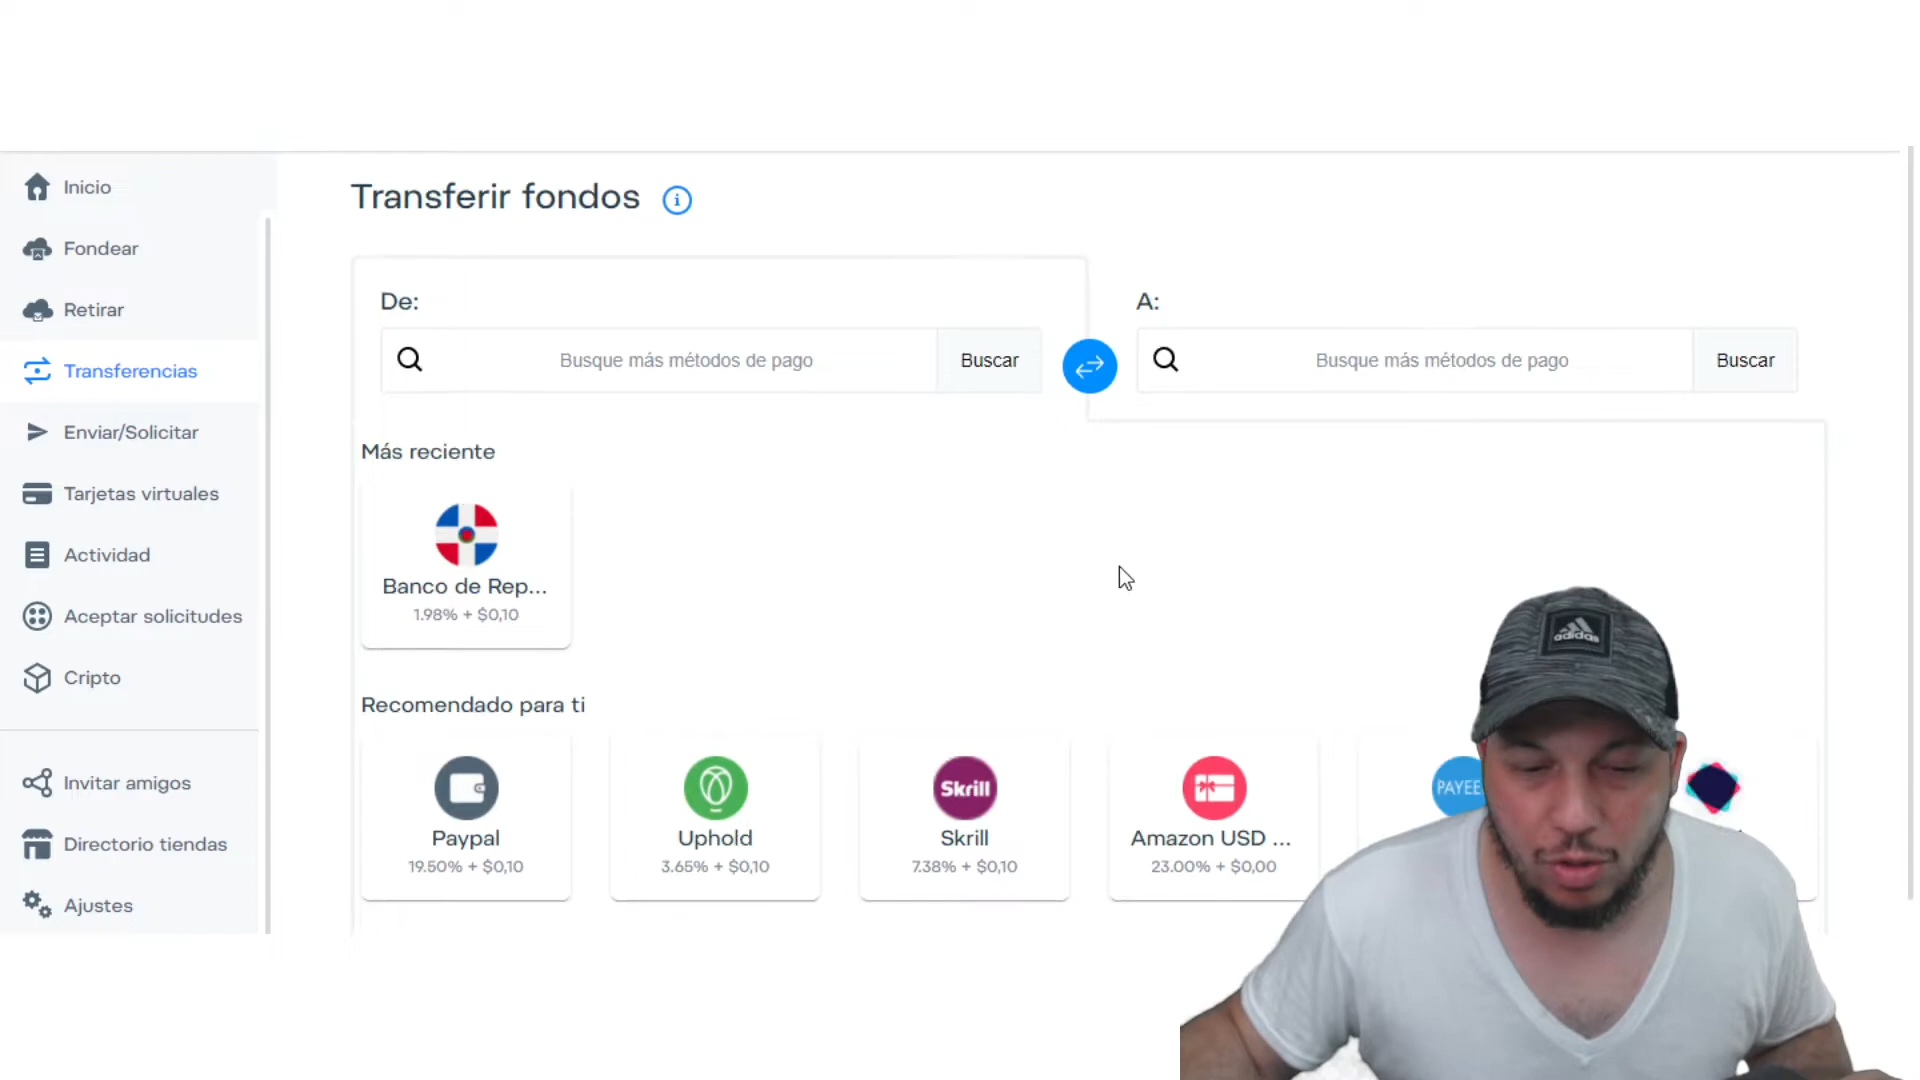 Inicio
Fondear
Retirar
Transferencias
Enviar/Solicitar
Tarjetas virtuales
Actividad
Aceptar solicitudes
Cripto
Invitar amigos
Directorio tiendas
Ajustes
Transferir fondos
De:
Busque más métodos de pago
Buscar
A:
Busque más métodos de pago
Buscar
Más reciente
Banco de Rep...
1.98% + $0,10
Recomendado para ti
Paypal
19.50% + $0,10
Uphold
3.65% + $0,10
Skrill
Skrill
7.38% + $0,10
Amazon USD ...
23.00% + $0,00
PAYEE
adidas